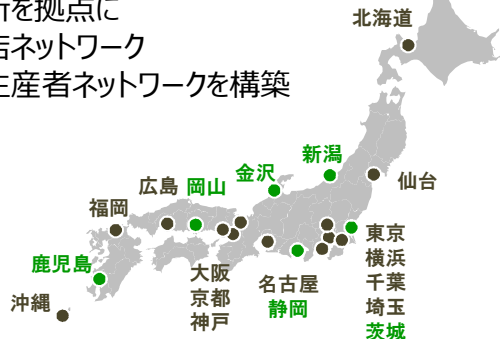 を拠点に
ネットワーク
生産者ネットワークを構築
北海道
新潟
金沢
仙台
広島 岡山
福岡
鹿児島
沖縄
大阪
京都
神戸
名古屋
静岡
東京
横浜
千葉
埼玉
茨城